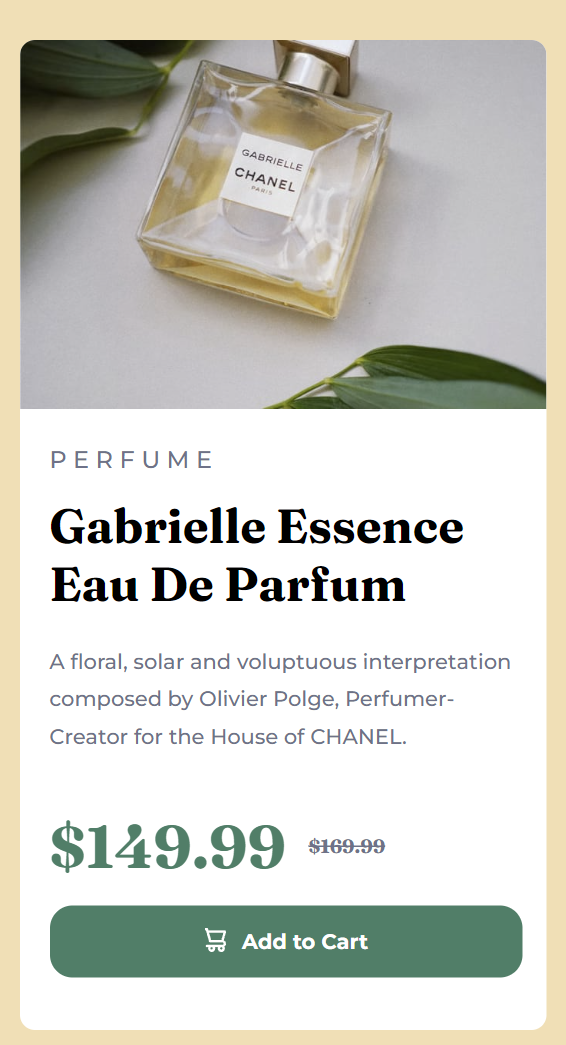 GABRIELLE
CHANEL
PARIS
PERFUME
Gabrielle Essence
Eau De Parfum
A floral, solar and voluptuous interpretation
composed by Olivier Polge, Perfumer-
Creator for the House of CHANEL.
$149.99 $169.99
Add to Cart